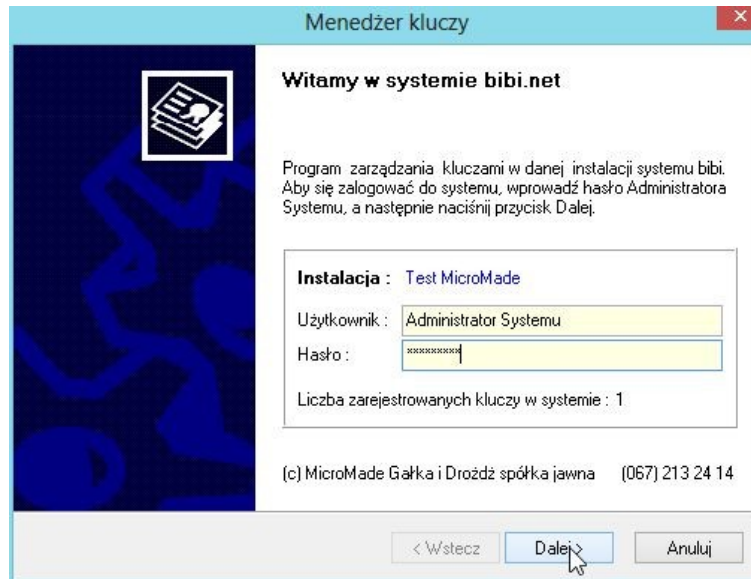 Menedżer kluczy
Witamy w systemie bibi.net
Program zarządzania kluczami w danej instalacji systemu bibi.
Aby się zalogować do systemu, wprowadź hasło Administratora
Systemu, a następnie naciśnij przycisk Dalej.
Instalacja : Test MicroMade
Użytkownik : Administrator Systemu
Hasło : ×××××××××
Liczba zarejestrowanych kluczy w systemie : 1
(c) MicroMade Gałka i Drożdż spółka jawna (067) 213 24 14
< Wstecz Dalej > Anuluj